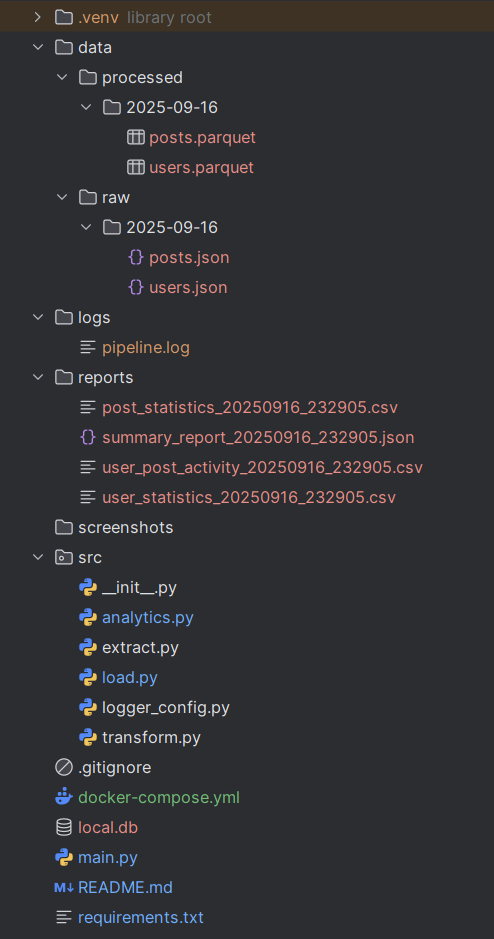 .venv library root
data
processed
2025-09-16
posts.parquet
users.parquet
raw
2025-09-16
posts.json
users.json
logs
pipeline.log
reports
post_statistics_20250916_232905.csv
summary_report_20250916_232905.json
user_post_activity_20250916_232905.csv
user_statistics_20250916_232905.csv
screenshots
src
__init__.py
analytics.py
extract.py
load.py
logger_config.py
transform.py
.gitignore
docker-compose.yml
local.db
main.py
M↓ README.md
requirements.txt